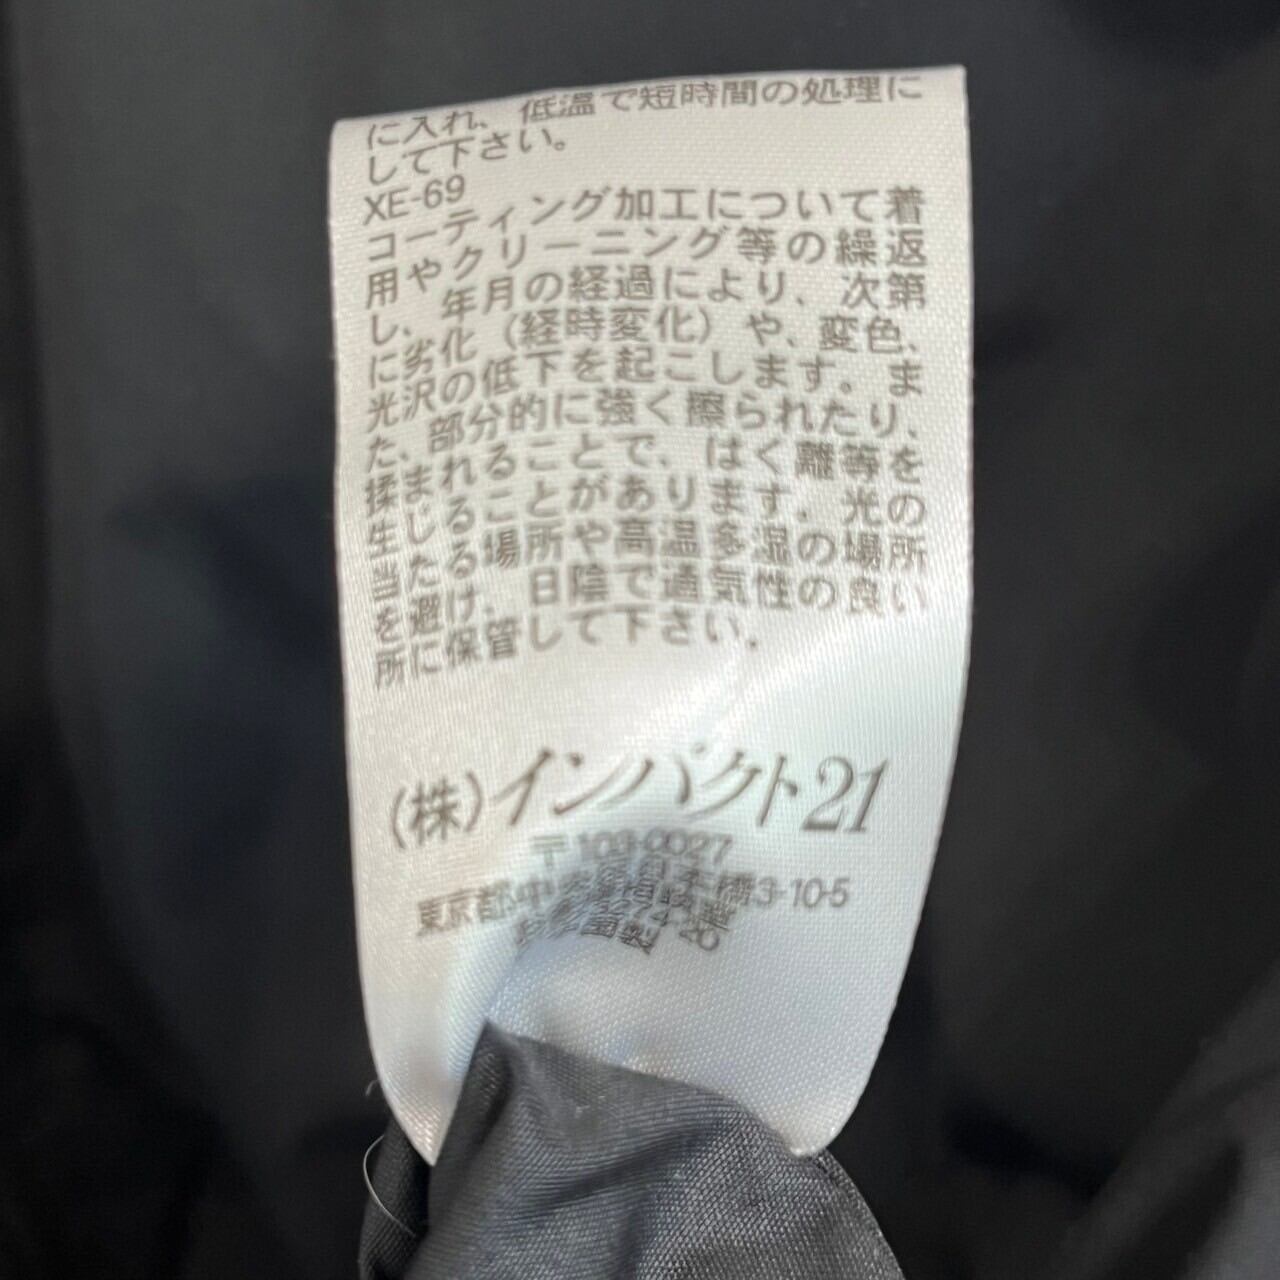 に入れ、低温で短時間の処理に
して下さい。
XE-69
コーティング加工について着
用やクリーニング等の繰返
し、年月の経過により、次第
に劣化（経時変化）や、変色、
光沢の低下を起こします。ま
た、部分的に強く擦られたり、
揉まれることで、はく離等を
生じることがあります。光の
当たる場所や高温多湿の場所
を避け、日陰で通気性の良い
所に保管して下さい。
(株)インパクト21
〒103-0027
東京都中央区日本橋3-10-5